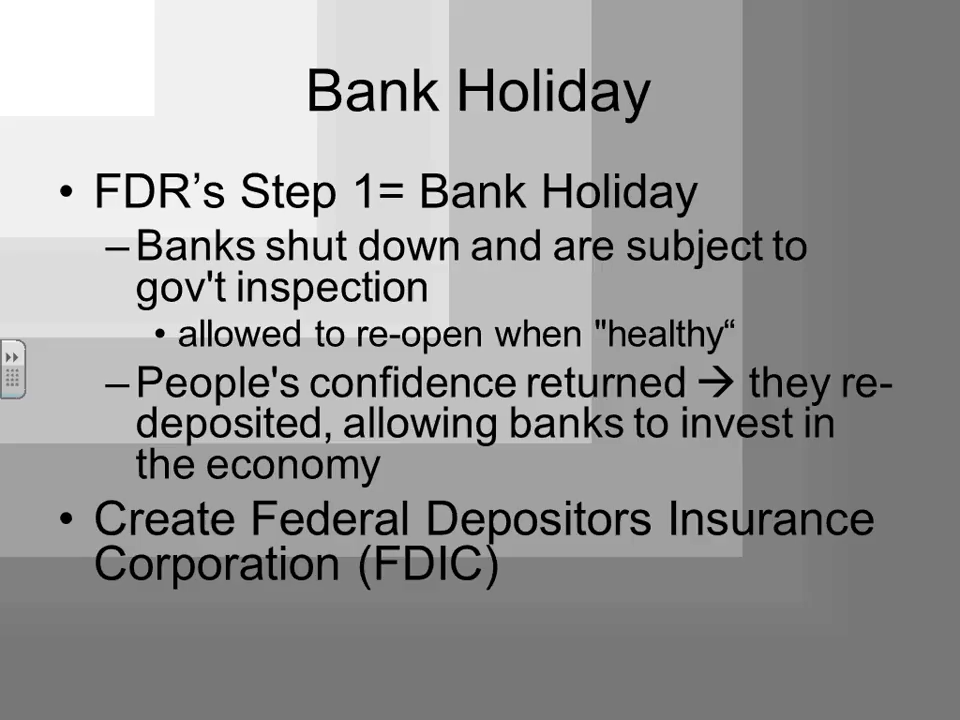 Bank Holiday
• FDR’s Step 1= Bank Holiday
– Banks shut down and are subject to
gov't inspection
• allowed to re-open when "healthy“
– People's confidence returned → they re-
deposited, allowing banks to invest in
the economy
• Create Federal Depositors Insurance
Corporation (FDIC)